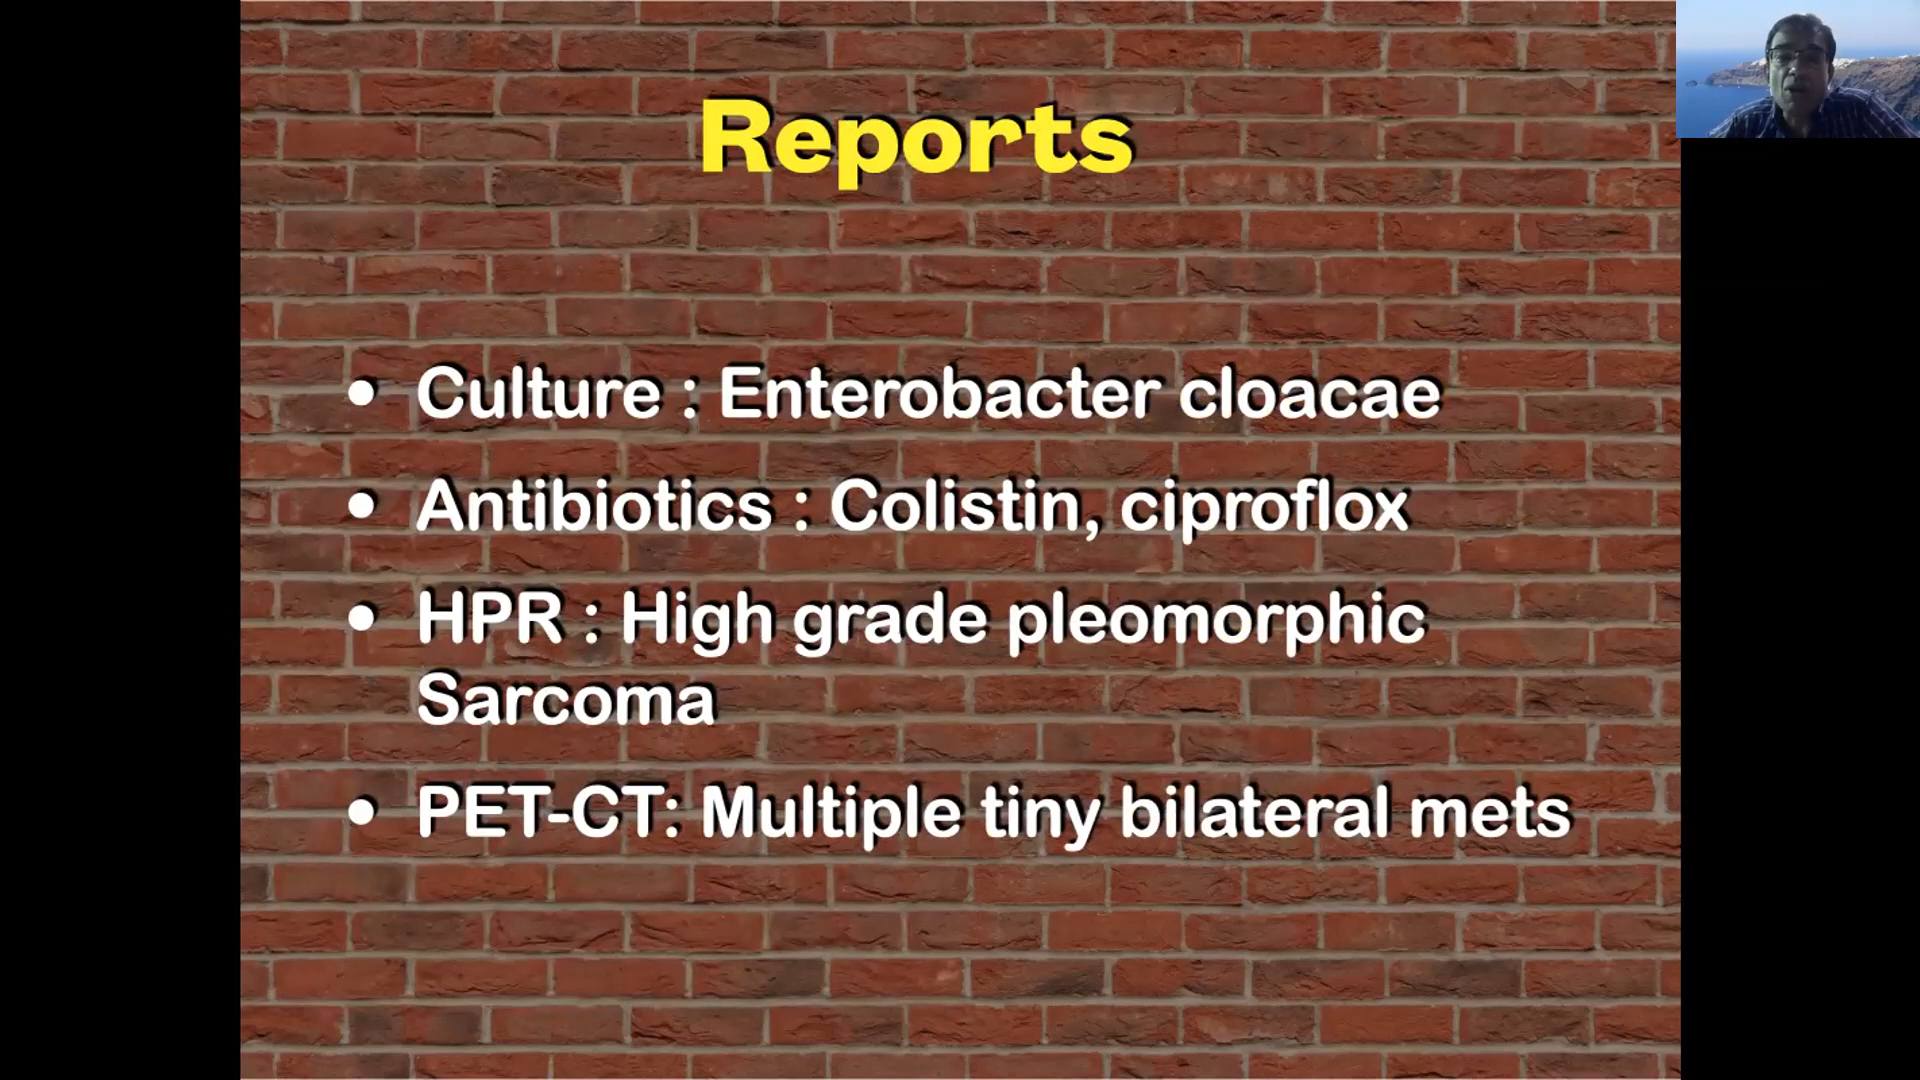 Reports
• Culture : Enterobacter cloacae
• Antibiotics : Colistin, ciproflox
• HPR : High grade pleomorphic
Sarcoma
• PET-CT: Multiple tiny bilateral mets